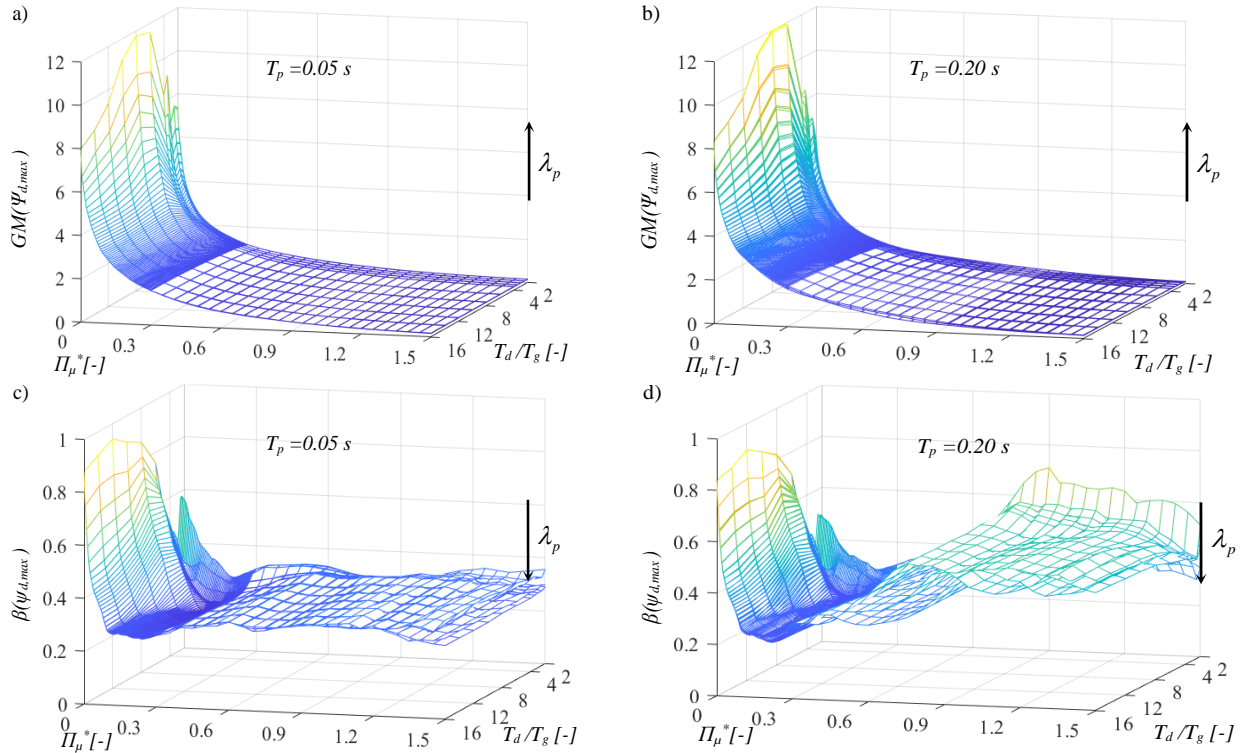 a)
T_p =0.05 s
GM(Ψ_d,max)
12
10
8
6
4
2
0
λ_p
0
0.3
0.6
0.9
1.2
1.5
Π_μ*[-]
16
12
8
4
2
T_d /T_g [-]
b)
T_p =0.20 s
GM(Ψ_d,max)
12
10
8
6
4
2
0
λ_p
0
0.3
0.6
0.9
1.2
1.5
Π_μ*[-]
16
12
8
4
2
T_d /T_g [-]
c)
T_p =0.05 s
β(ψ_d,max)
1
0.8
0.6
0.4
0.2
0
λ_p
0
0.3
0.6
0.9
1.2
1.5
Π_μ*[-]
16
12
8
4
2
T_d /T_g [-]
d)
T_p =0.20 s
β(ψ_d,max)
1
0.8
0.6
0.4
0.2
0
λ_p
0
0.3
0.6
0.9
1.2
1.5
Π_μ*[-]
16
12
8
4
2
T_d /T_g [-]